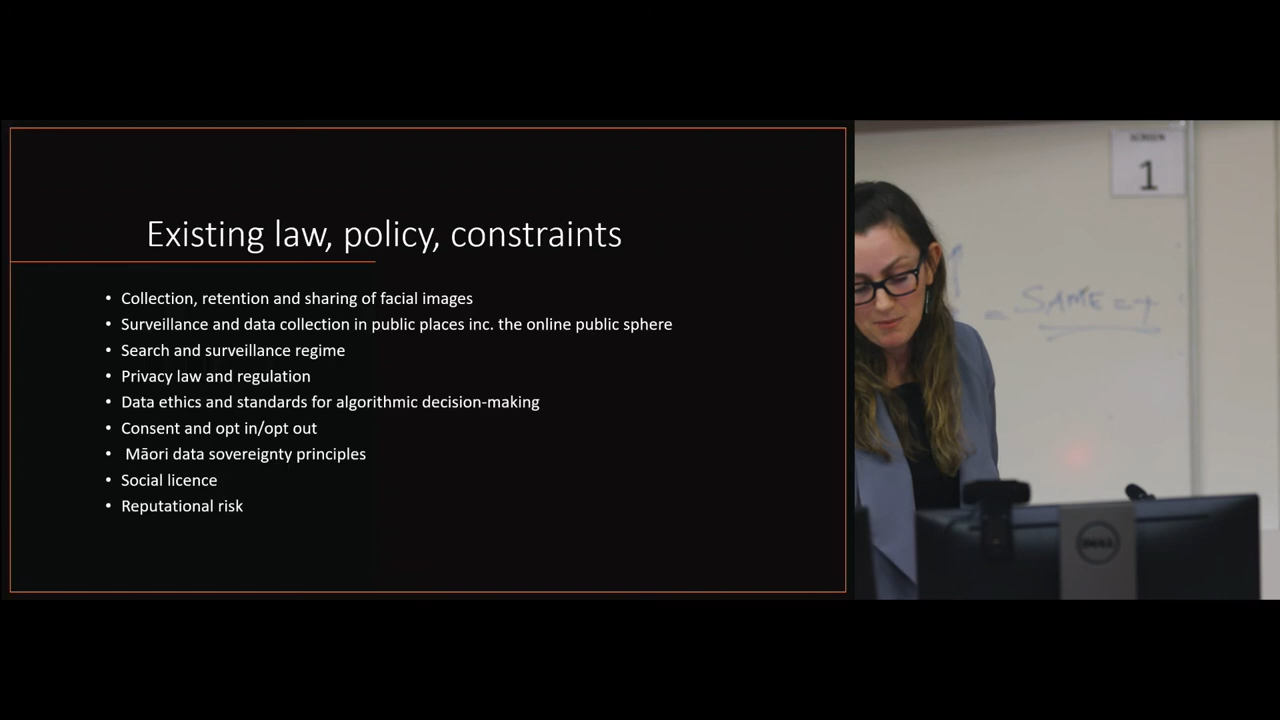 Existing law, policy, constraints
• Collection, retention and sharing of facial images
• Surveillance and data collection in public places inc. the online public sphere
• Search and surveillance regime
• Privacy law and regulation
• Data ethics and standards for algorithmic decision-making
• Consent and opt in/opt out
• Māori data sovereignty principles
• Social licence
• Reputational risk
SCREEN
1
SAME
DELL